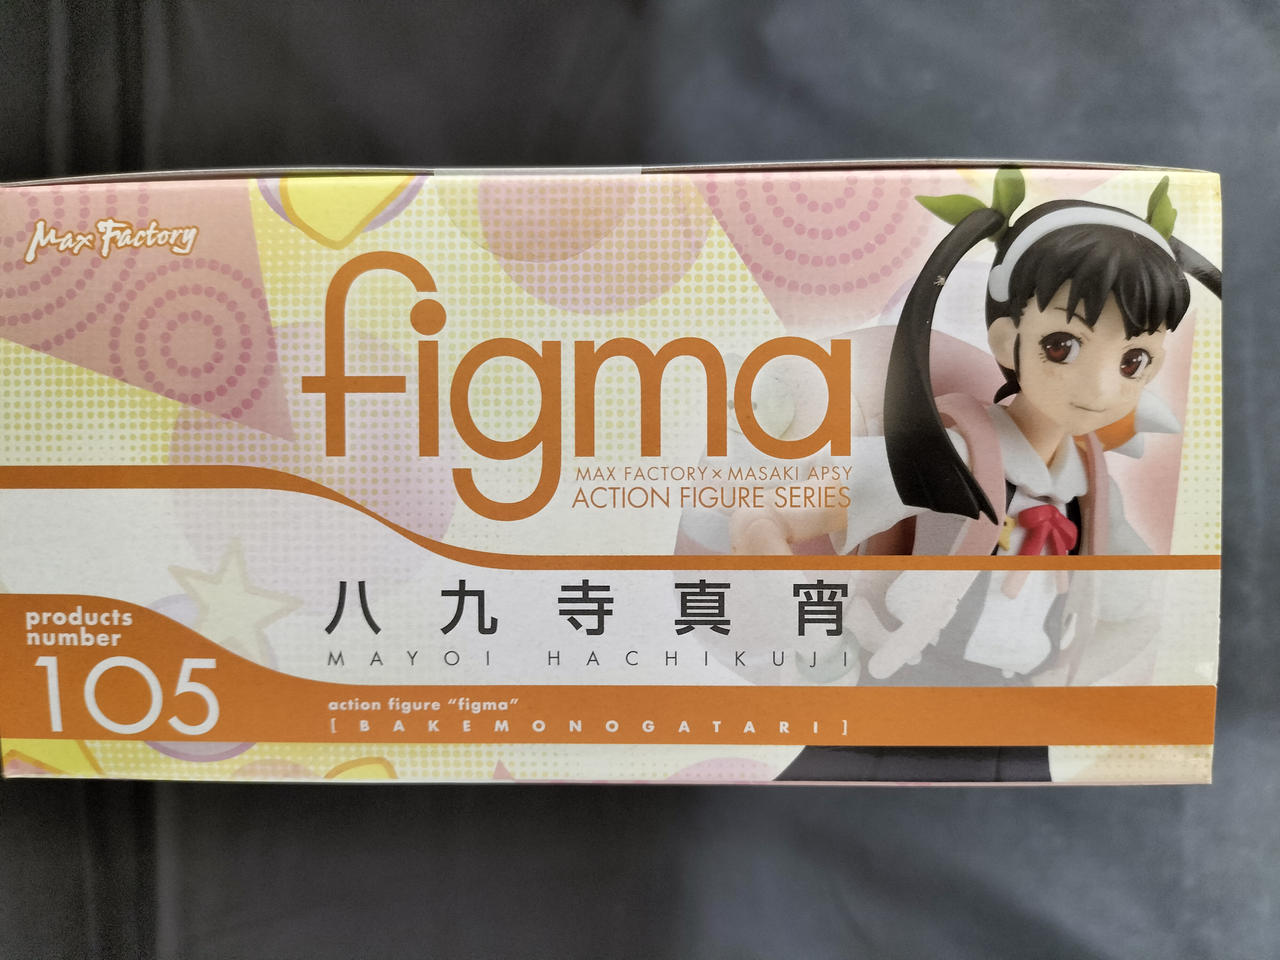 Max Factory
figma
MAX FACTORY×MASAKI APSY
ACTION FIGURE SERIES
八九寺真宵
MAYOI HACHIKUJI
products
number
105
action figure “figma”
[BAKEMONOGATARI]